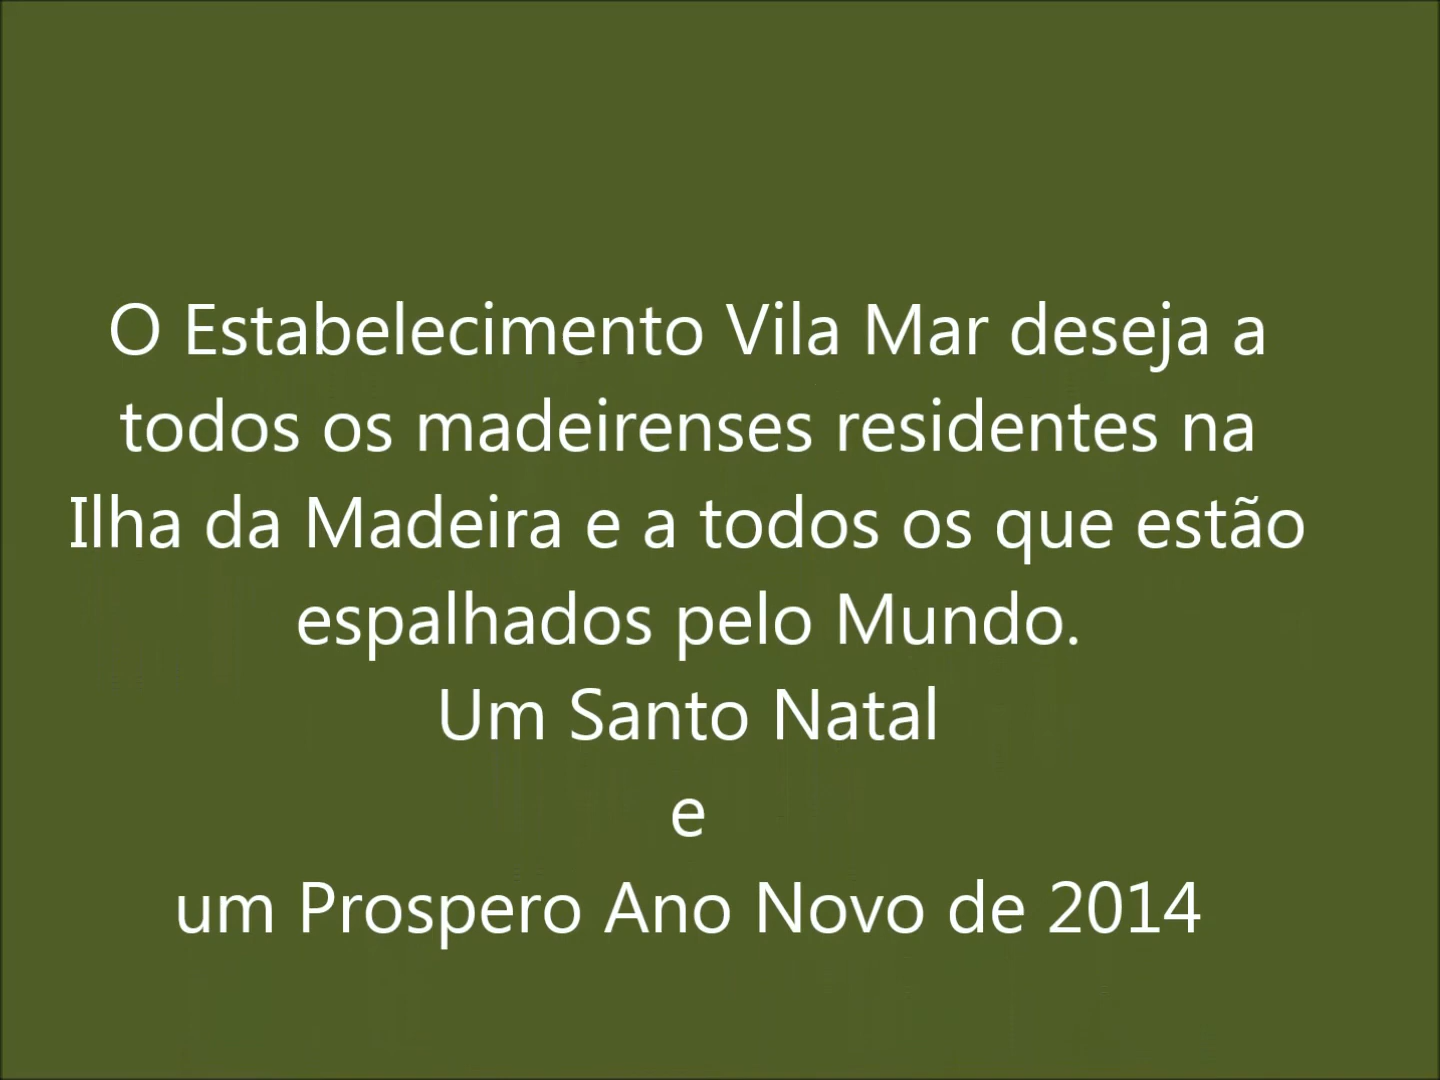 O Estabelecimento Vila Mar deseja a
todos os madeirenses residentes na
Ilha da Madeira e a todos os que estão
espalhados pelo Mundo.
Um Santo Natal
e
um Prospero Ano Novo de 2014